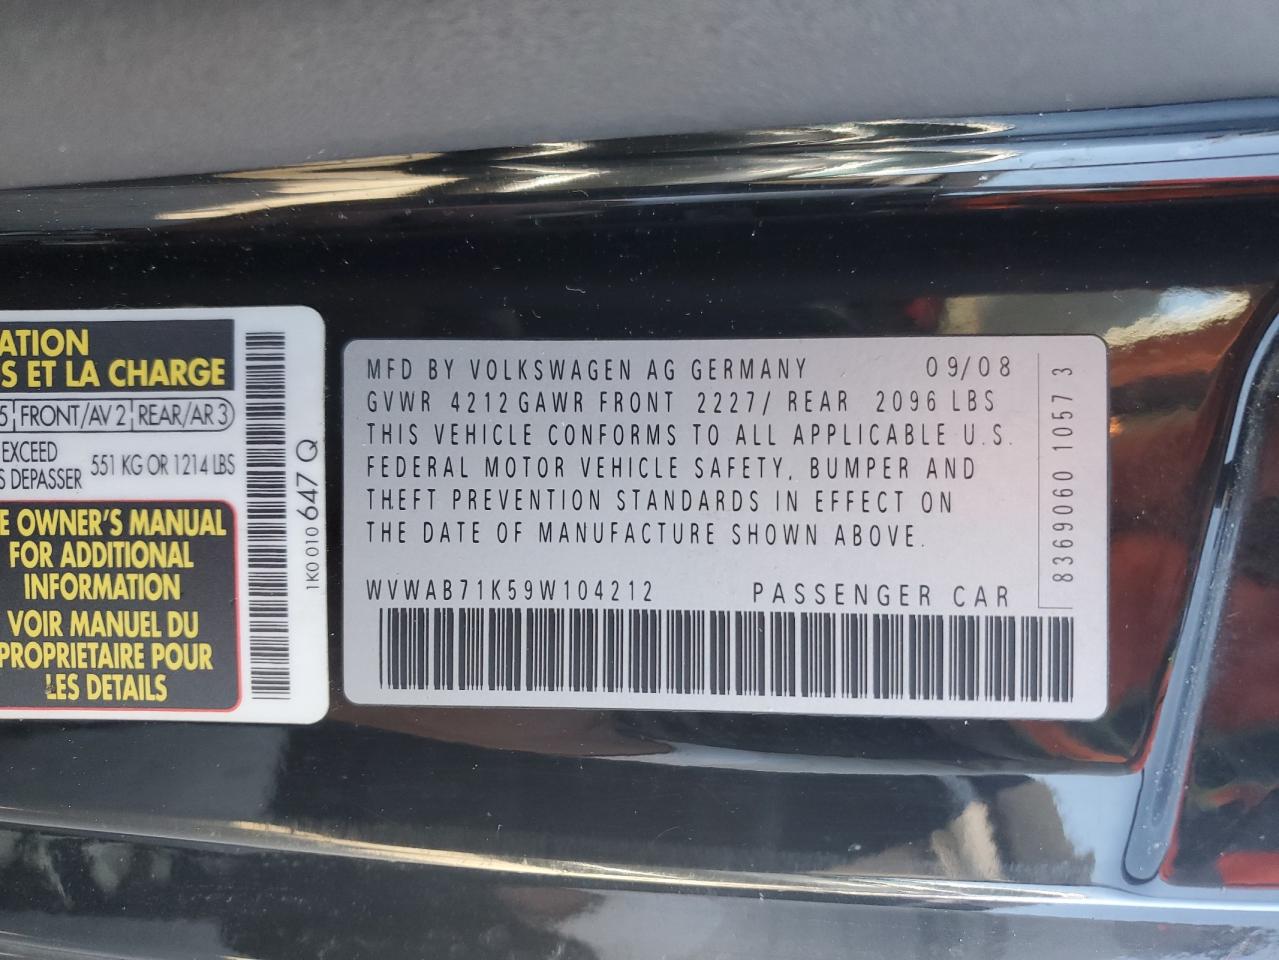 ATION
S ET LA CHARGE
5 FRONT/AV 2 REAR/AR 3
EXCEED
S DEPASSER 551 KG OR 1214 LBS
E OWNER'S MANUAL
FOR ADDITIONAL
INFORMATION
VOIR MANUEL DU
PROPRIETAIRE POUR
LES DETAILS
1K0 010 647 Q
MFD BY VOLKSWAGEN AG GERMANY 09/08
GVWR 4212 GAWR FRONT 2227/ REAR 2096 LBS
THIS VEHICLE CONFORMS TO ALL APPLICABLE U.S.
FEDERAL MOTOR VEHICLE SAFETY, BUMPER AND
THEFT PREVENTION STANDARDS IN EFFECT ON
THE DATE OF MANUFACTURE SHOWN ABOVE.
WVWAB71K59W104212 PASSENGER CAR
8369060 10573